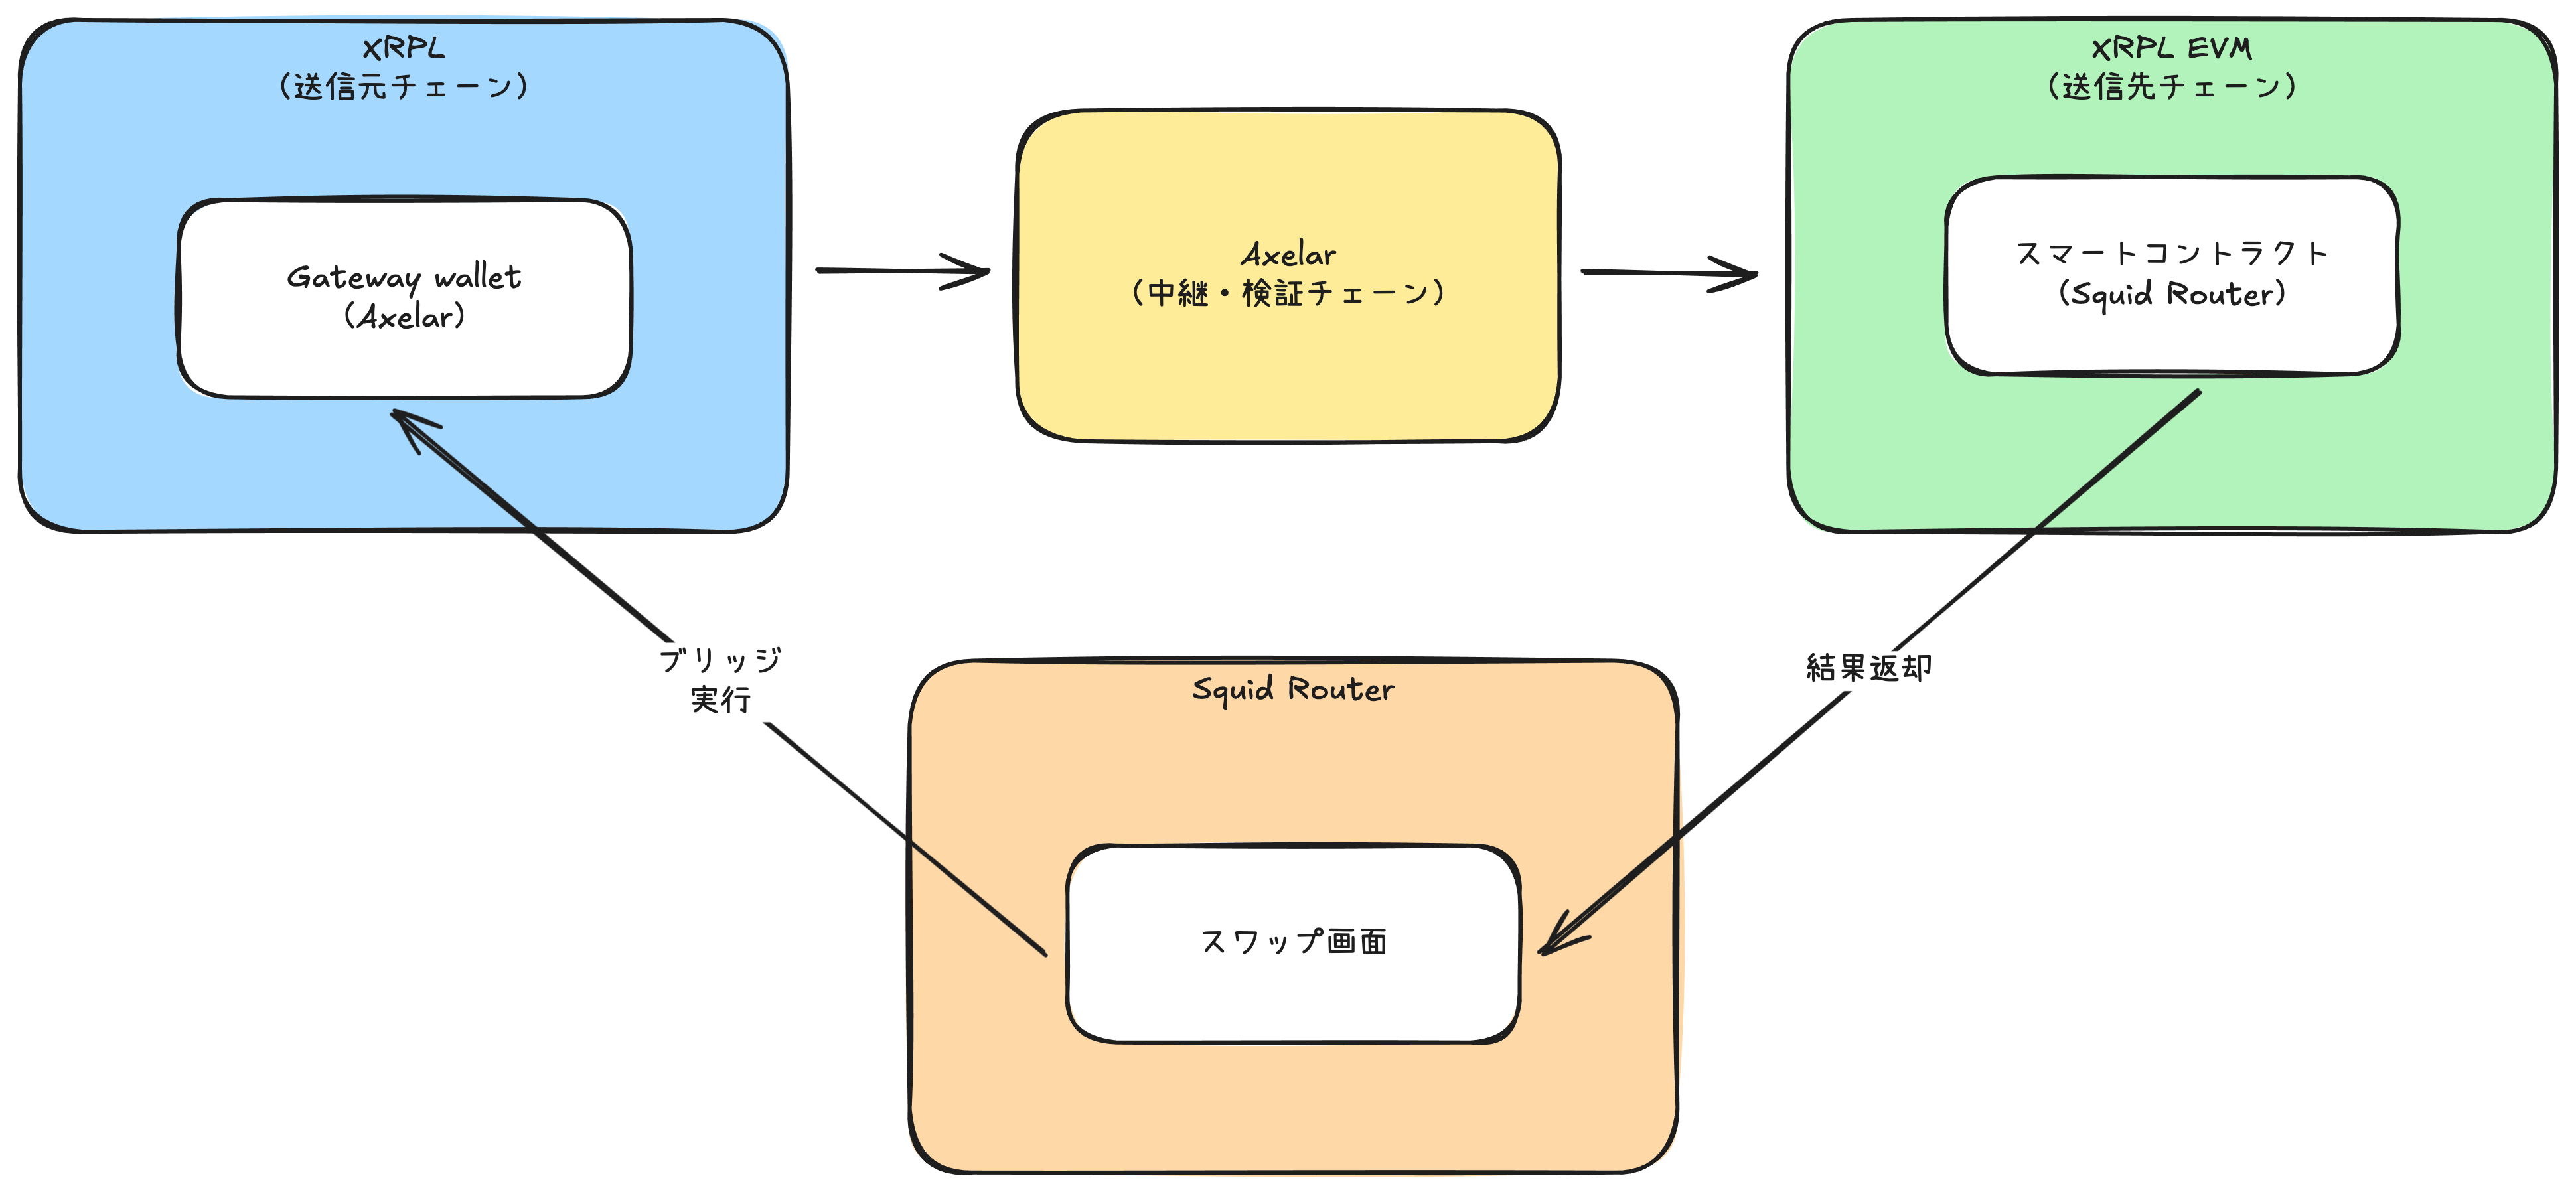 XRPL
（送信元チェーン）
Gateway wallet
（Axelar）
Axelar
（中継・検証チェーン）
XRPL EVM
（送信先チェーン）
スマートコントラクト
（Squid Router）
ブリッジ
実行
結果返却
Squid Router
スワップ画面